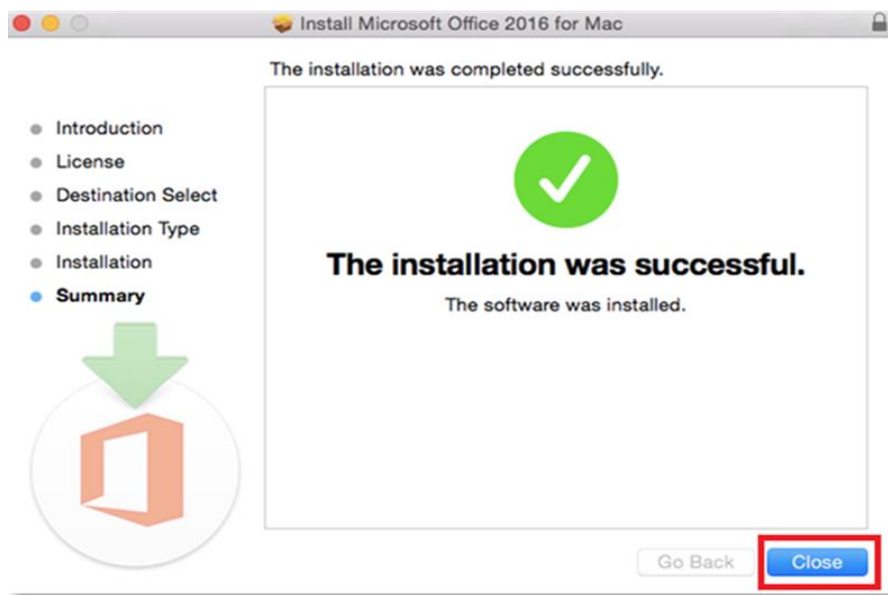 Install Microsoft Office 2016 for Mac
The installation was completed successfully.
Introduction
License
Destination Select
Installation Type
Installation
Summary
The installation was successful.
The software was installed.
Go Back
Close